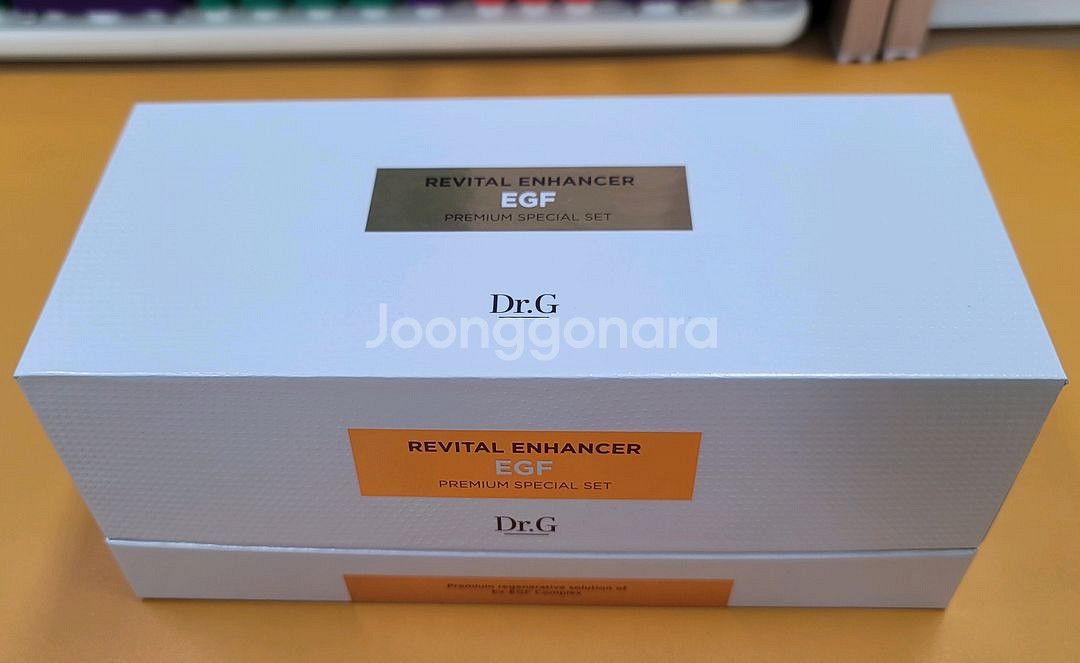 REVITAL ENHANCER
EGF
PREMIUM SPECIAL SET
Dr.G
Joonggonara
REVITAL ENHANCER
EGF
PREMIUM SPECIAL SET
Dr.G
Premium regenerative solution of
Ex-EGF Complex